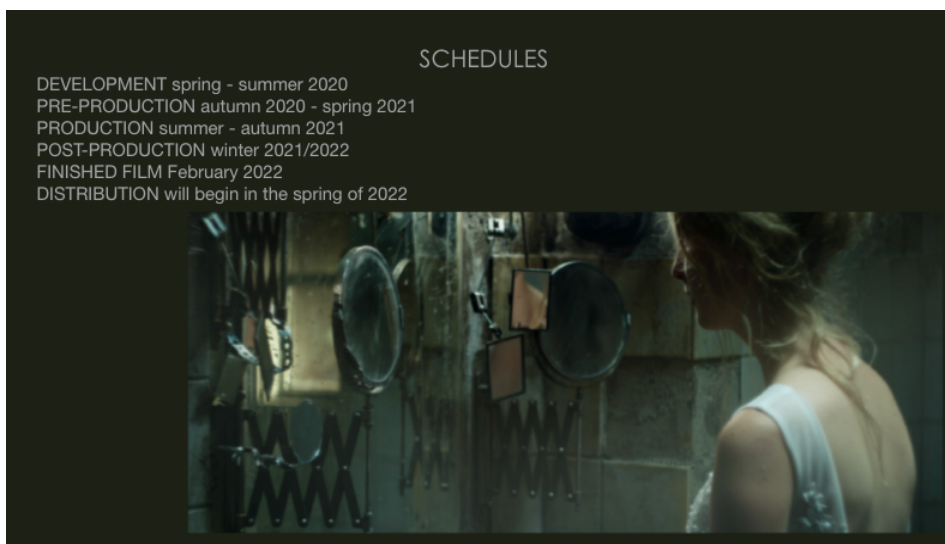 SCHEDULES
DEVELOPMENT spring - summer 2020
PRE-PRODUCTION autumn 2020 - spring 2021
PRODUCTION summer - autumn 2021
POST-PRODUCTION winter 2021/2022
FINISHED FILM February 2022
DISTRIBUTION will begin in the spring of 2022